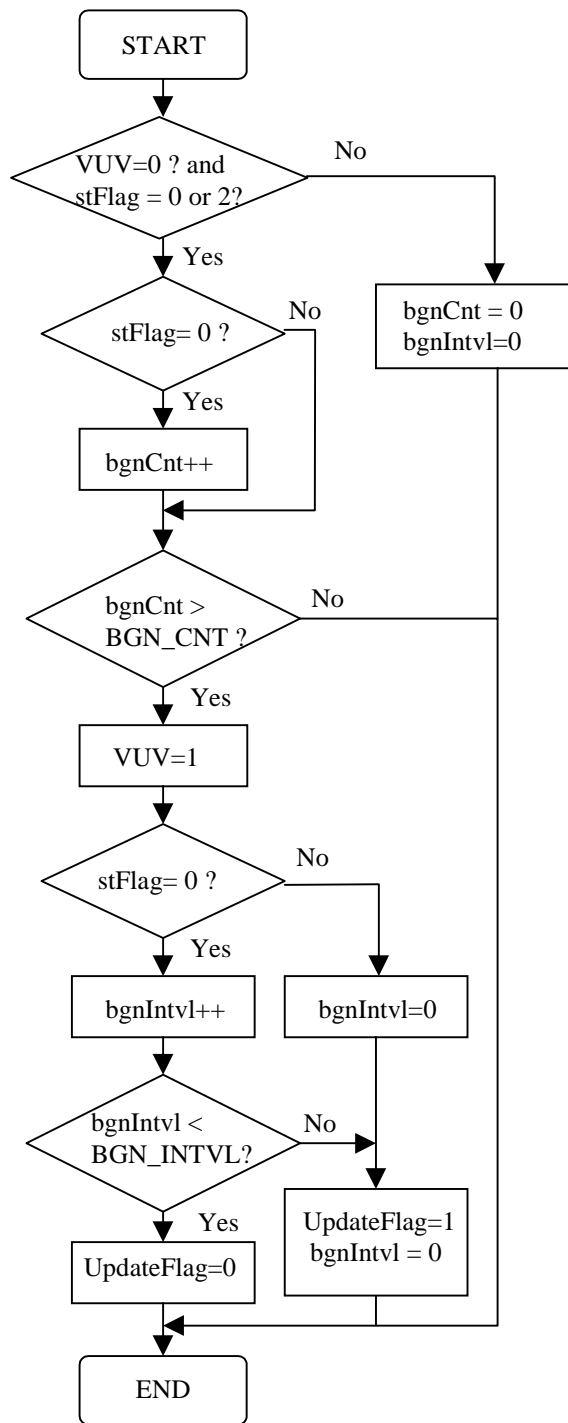 START
VUV=0 ? and
stFlag = 0 or 2?
No
Yes
bgnCnt = 0
bgnIntvl=0
stFlag= 0 ?
No
Yes
bgnCnt++
bgnCnt >
BGN_CNT ?
No
Yes
VUV=1
stFlag= 0 ?
No
Yes
bgnIntvl++
bgnIntvl=0
bgnIntvl <
BGN_INTVL?
No
Yes
UpdateFlag=1
bgnIntvl = 0
UpdateFlag=0
END